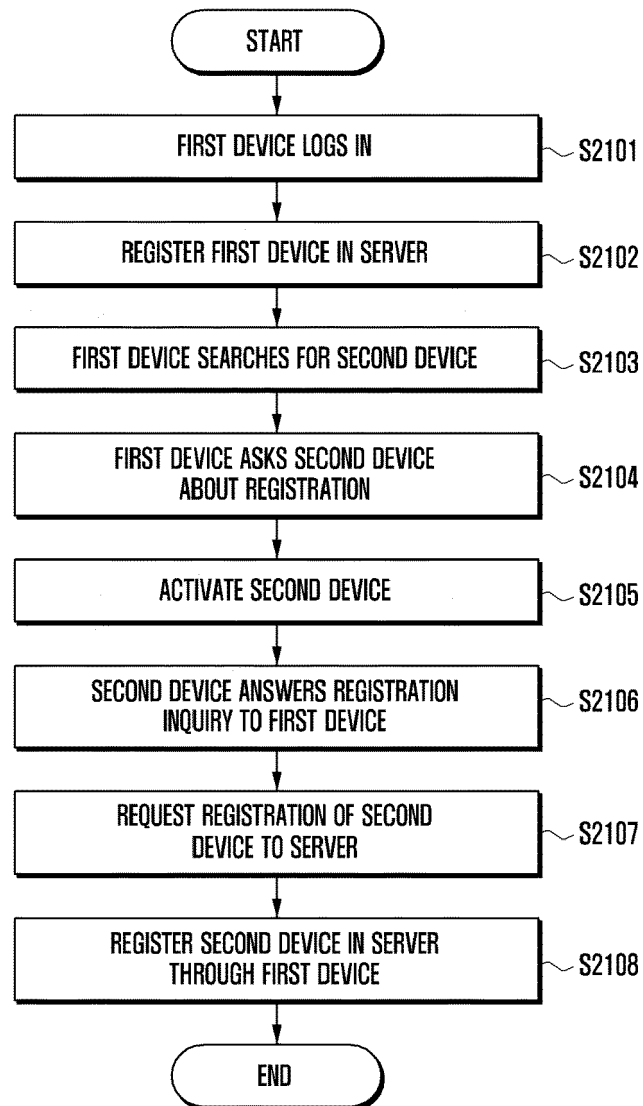 START
FIRST DEVICE LOGS IN
S2101
REGISTER FIRST DEVICE IN SERVER
S2102
FIRST DEVICE SEARCHES FOR SECOND DEVICE
S2103
FIRST DEVICE ASKS SECOND DEVICE
ABOUT REGISTRATION
S2104
ACTIVATE SECOND DEVICE
S2105
SECOND DEVICE ANSWERS REGISTRATION
INQUIRY TO FIRST DEVICE
S2106
REQUEST REGISTRATION OF SECOND
DEVICE TO SERVER
S2107
REGISTER SECOND DEVICE IN SERVER
THROUGH FIRST DEVICE
S2108
END